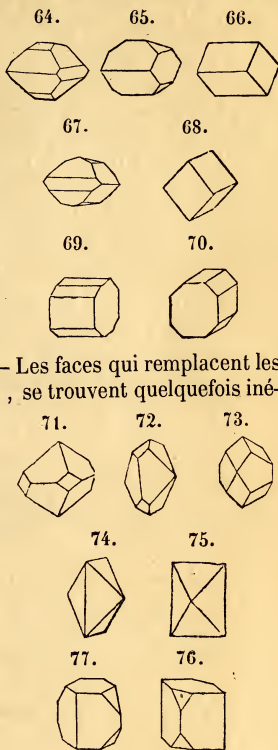 64. 65. 66.
67. 68.
69. 70.
– Les faces qui remplacent les
, se trouvent quelquefois iné-
71. 72. 73.
74. 75.
77. 76.